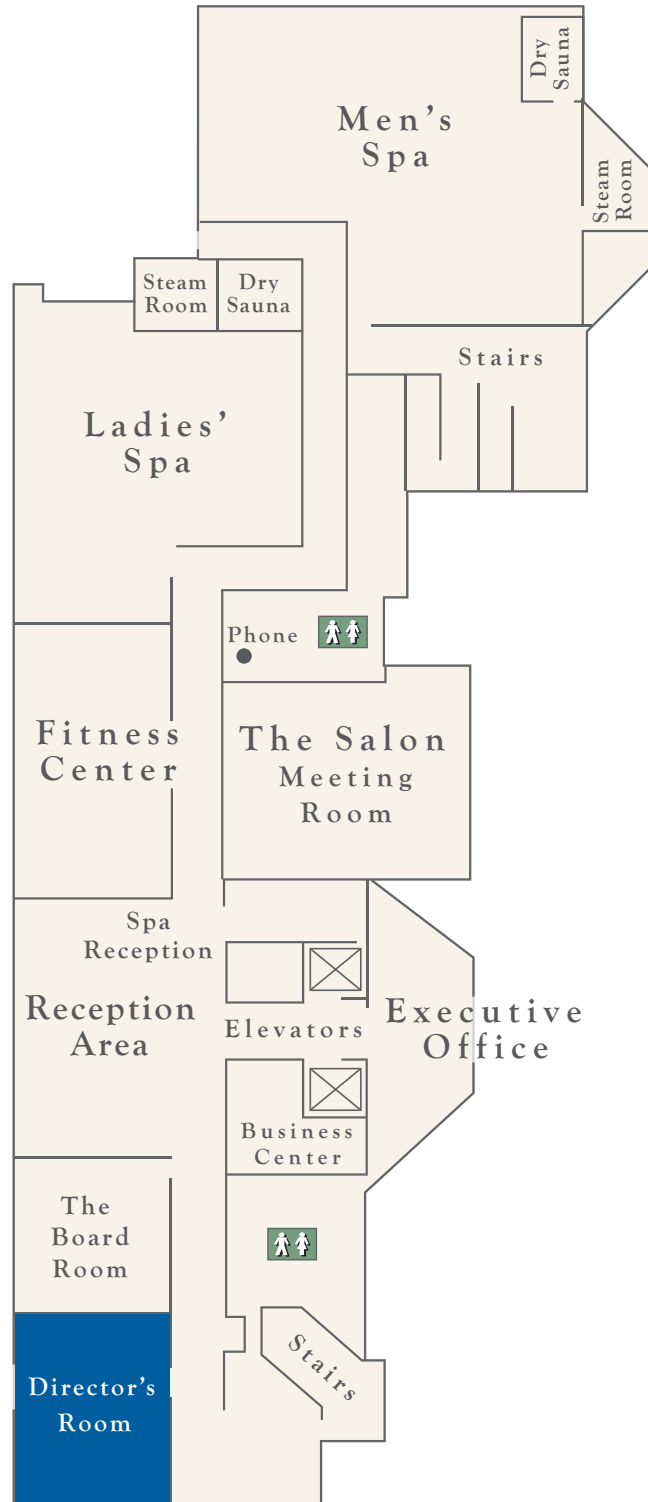 Dry
Sauna
Men’s
Spa
Steam
Room
Steam
Room
Dry
Sauna
Stairs
Ladies’
Spa
Phone
Fitness
Center
The Salon
Meeting
Room
Spa
Reception
Reception
Area
Elevators
Executive
Office
Business
Center
The
Board
Room
Stairs
Director’s
Room